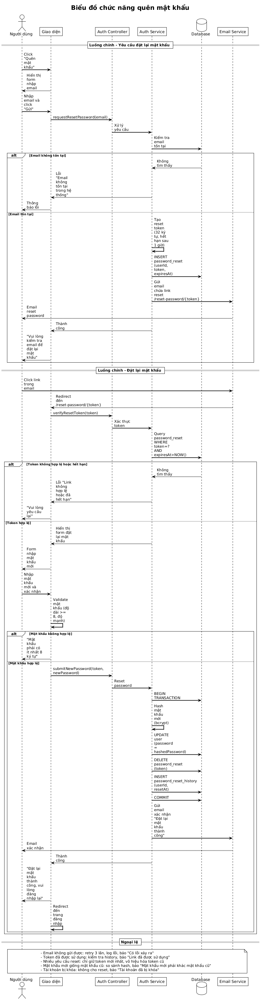 Biểu đồ chức năng quên mật khẩu
Người dùng
Giao diện
Auth Controller
Auth Service
Database
Email Service
Luồng chính - Yêu cầu đặt lại mật khẩu
Click
"Quên
mật
khẩu"
Hiển thị
form
nhập
email
Nhập
email và
click
"Gửi"
requestResetPassword(email)
Xử lý
yêu cầu
Kiểm tra
email
tồn tại
alt
[Email không tồn tại]
Không
tìm thấy
Lỗi
"Email
không
tồn tại
trong hệ
thống"
Thông
báo lỗi
[Email tồn tại]
Tạo
reset
token
(32 ký
tự, hết
hạn sau
1 giờ)
INSERT
password_reset
(userId,
token,
expiresAt)
Gửi
email
chứa link
reset
/reset-password/{token}
Email
reset
password
Thành
công
"Vui lòng
kiểm tra
email để
đặt lại
mật
khẩu"
Luồng chính - Đặt lại mật khẩu
Click link
trong
email
Redirect
đến
/reset-password/{token}
verifyResetToken(token)
Xác thực
token
Query
password_reset
WHERE
token=?
AND
expiresAt>NOW()
alt
[Token không hợp lệ hoặc hết hạn]
Không
tìm thấy
Lỗi "Link
không
hợp lệ
hoặc đã
hết hạn"
"Vui lòng
yêu cầu
lại"
[Token hợp lệ]
Hiển thị
form đặt
lại mật
khẩu
Form
nhập
mật
khẩu
mới
Nhập
mật
khẩu
mới và
xác nhận
Validate
mật
khẩu (độ
dài >=
8, độ
mạnh)
alt
[Mật khẩu không hợp lệ]
"Mật
khẩu
phải có
ít nhất 8
ký tự"
[Mật khẩu hợp lệ]
submitNewPassword(token,
newPassword)
Reset
password
BEGIN
TRANSACTION
Hash
mật
khẩu
mới
(bcrypt)
UPDATE
user
(password
=
hashedPassword)
DELETE
password_reset
(token)
INSERT
password_reset_history
(userId,
resetAt)
COMMIT
Gửi
email
xác nhận
"Đặt lại
mật
khẩu
thành
công"
Email
xác nhận
Thành
công
"Đặt lại
mật
khẩu
thành
công, vui
lòng
đăng
nhập lại"
Redirect
đến
trang
đăng
nhập
Ngoại lệ
- Email không gửi được: retry 3 lần, log lỗi, báo "Có lỗi xảy ra"
- Token đã được sử dụng: kiểm tra history, báo "Link đã được sử dụng"
- Nhiều yêu cầu reset: chỉ giữ token mới nhất, vô hiệu hóa token cũ
- Mật khẩu mới giống mật khẩu cũ: so sánh hash, báo "Mật khẩu mới phải khác mật khẩu cũ"
- Tài khoản bị khóa: không cho reset, báo "Tài khoản đã bị khóa"
Người dùng
Giao diện
Auth Controller
Auth Service
Database
Email Service